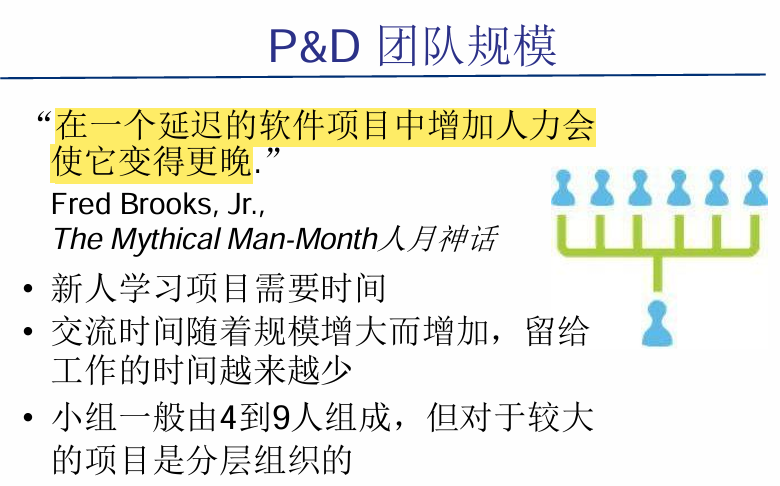 P&D 团队规模
“在一个延迟的软件项目中增加人力会
使它变得更晚.”
Fred Brooks, Jr.,
The Mythical Man-Month人月神话
• 新人学习项目需要时间
• 交流时间随着规模增大而增加，留给
工作的时间越来越少
• 小组一般由4到9人组成，但对于较大
的项目是分层组织的